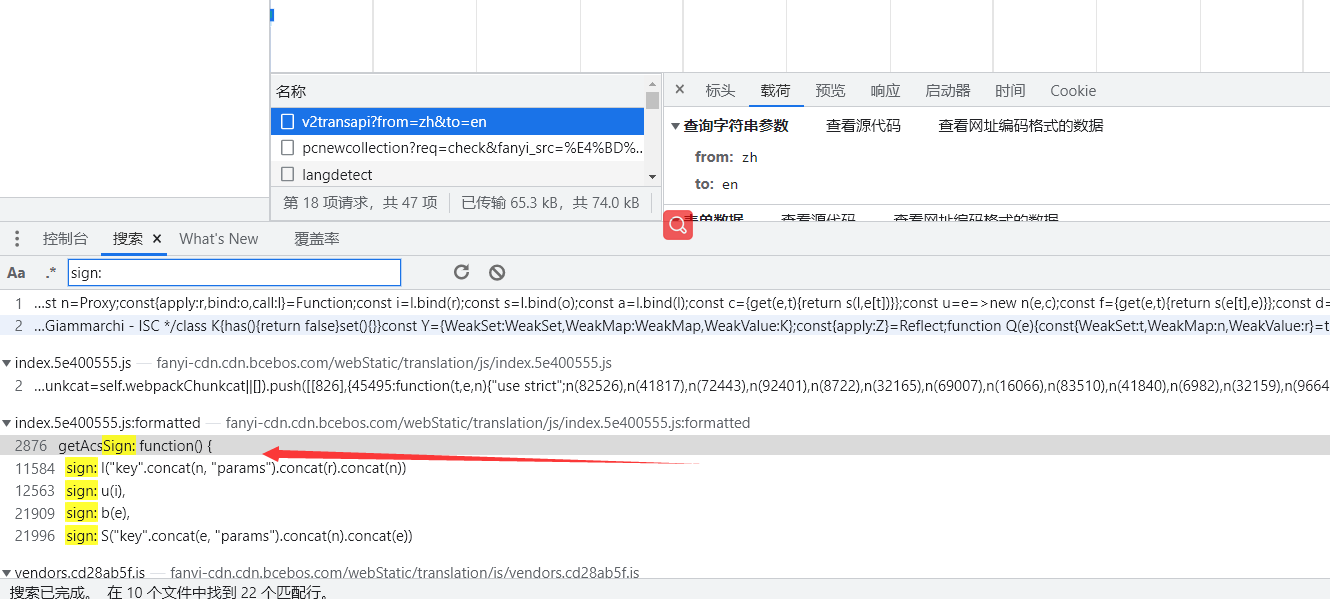 名称
v2transapi?from=zh&to=en
pcnewcollection?req=check&fanyi_src=%E4%BD%..
langdetect
第 18 项请求，共 47 项 已传输 65.3 kB，共 74.0 kB
× 标头 载荷 预览 响应 启动器 时间 Cookie
▼查询字符串参数 查看源代码 查看网址编码格式的数据
from: zh
to: en
表单数据 查看源代码 查看网址编码格式的数据
控制台 搜索 × What's New 覆盖率
Aa .* sign:
1 ...st n=Proxy;const{apply:r,bind:o,call:l}=Function;const i=l.bind(r);const s=l.bind(o);const a=l.bind(l);const c={get(e,t){return s(l,e[t])}};const u=e=>new n(e,c);const f={get(e,t){return s(e[t],e)}};const d=
2 ...Giammarchi - ISC */class K{has(){return false}set(){}}const Y={WeakSet:WeakSet,WeakMap:WeakMap,WeakValue:K};const{apply:Z}=Reflect;function Q(e){const{WeakSet:t,WeakMap:n,WeakValue:r}=t
▼index.5e400555.js — fanyi-cdn.cdn.bcebos.com/webStatic/translation/js/index.5e400555.js
2 ...unkcat=self.webpackChunkcat||[]).push([[826],{45495:function(t,e,n){"use strict";n(82526),n(41817),n(72443),n(92401),n(8722),n(32165),n(69007),n(16066),n(83510),n(41840),n(6982),n(32159),n(9664
▼index.5e400555.js:formatted — fanyi-cdn.cdn.bcebos.com/webStatic/translation/js/index.5e400555.js:formatted
2876 getAcsSign: function() {
11584 sign: l("key".concat(n, "params").concat(r).concat(n))
12563 sign: u(i),
21909 sign: b(e),
21996 sign: S("key".concat(e, "params").concat(n).concat(e))
▼vendors.cd28ab5f.js — fanyi-cdn.cdn.bcebos.com/webStatic/translation/js/vendors.cd28ab5f.js
搜索已完成。 在 10 个文件中找到 22 个匹配行。